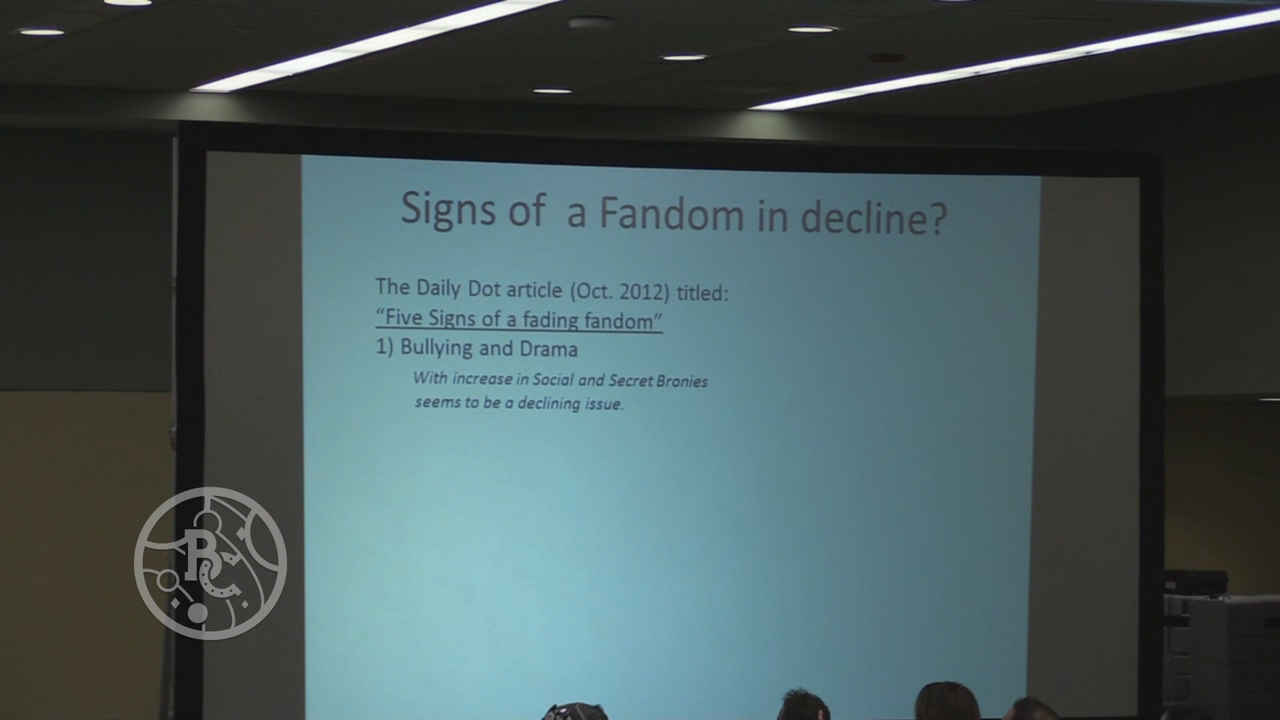 Signs of  a Fandom in decline?
The Daily Dot article (Oct. 2012) titled:
“Five Signs of a fading fandom”
1) Bullying and Drama
With increase in Social and Secret Bronies
seems to be a declining issue.
BC